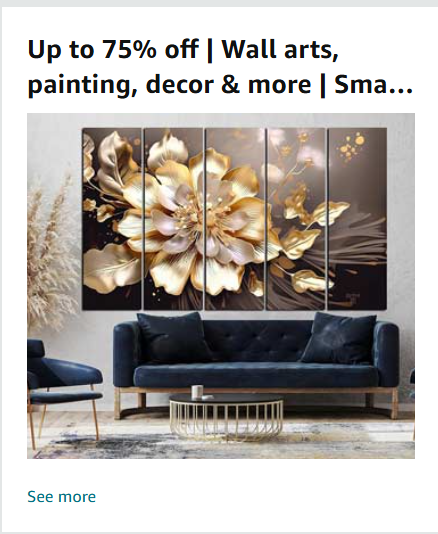 Up to 75% off | Wall arts,
painting, decor & more | Sma...
See more